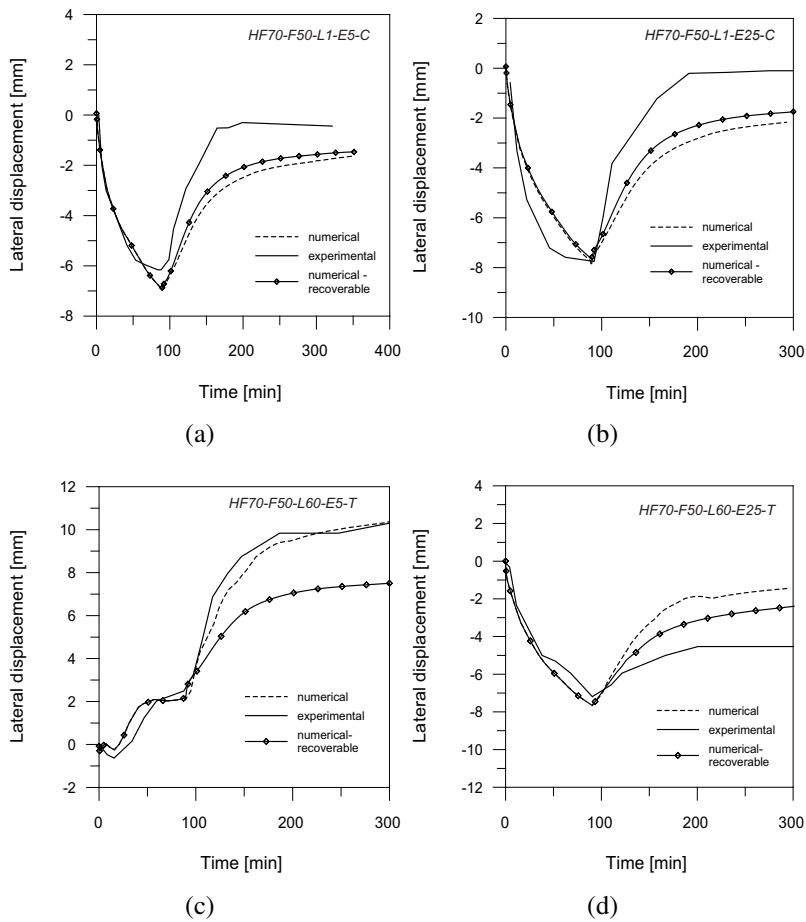 HF70-F50-L1-E5-C
Lateral displacement [mm]
4
2
0
-2
-4
-6
-8
numerical
experimental
numerical -
recoverable
0
100
200
300
400
Time [min]
(a)
HF70-F50-L1-E25-C
Lateral displacement [mm]
2
0
-2
-4
-6
-8
-10
numerical
experimental
numerical -
recoverable
0
100
200
300
Time [min]
(b)
HF70-F50-L60-E5-T
Lateral displacement [mm]
12
10
8
6
4
2
0
-2
numerical
experimental
numerical-
recoverable
0
100
200
300
Time [min]
(c)
HF70-F50-L60-E25-T
Lateral displacement [mm]
4
2
0
-2
-4
-6
-8
-10
-12
numerical
experimental
numerical-
recoverable
0
100
200
300
Time [min]
(d)